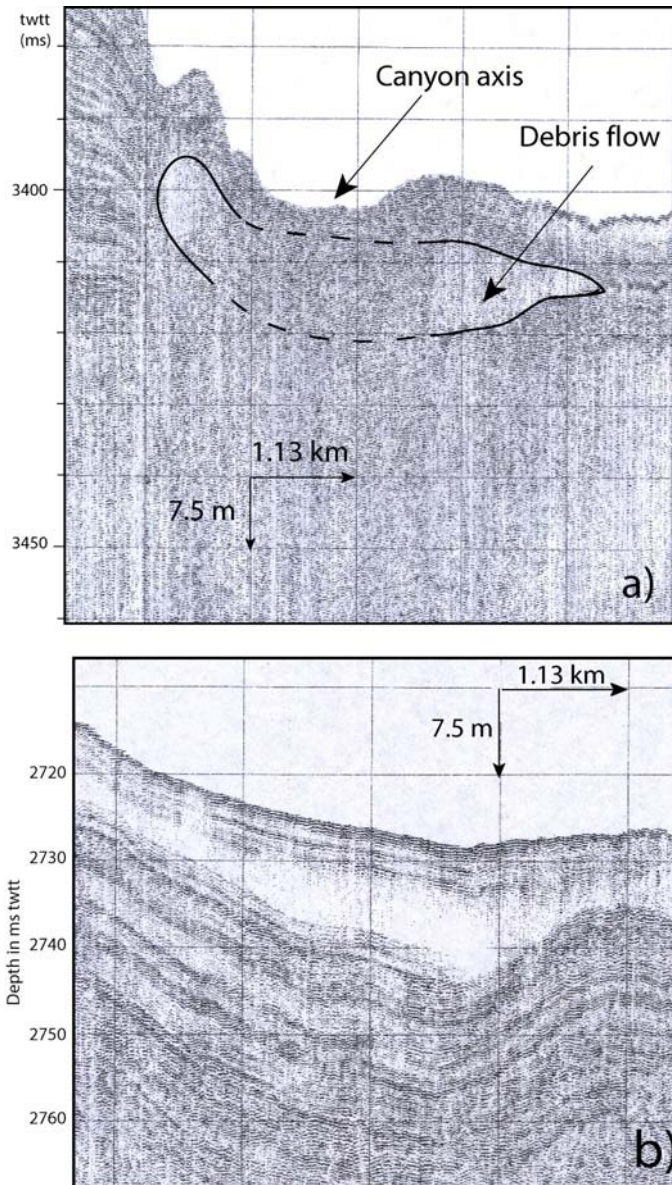 twtt
(ms)
Canyon axis
Debris flow
3400
1.13 km
7.5 m
3450
a)
1.13 km
7.5 m
2720
2730
2740
Depth in ms twtt
2750
2760
b)